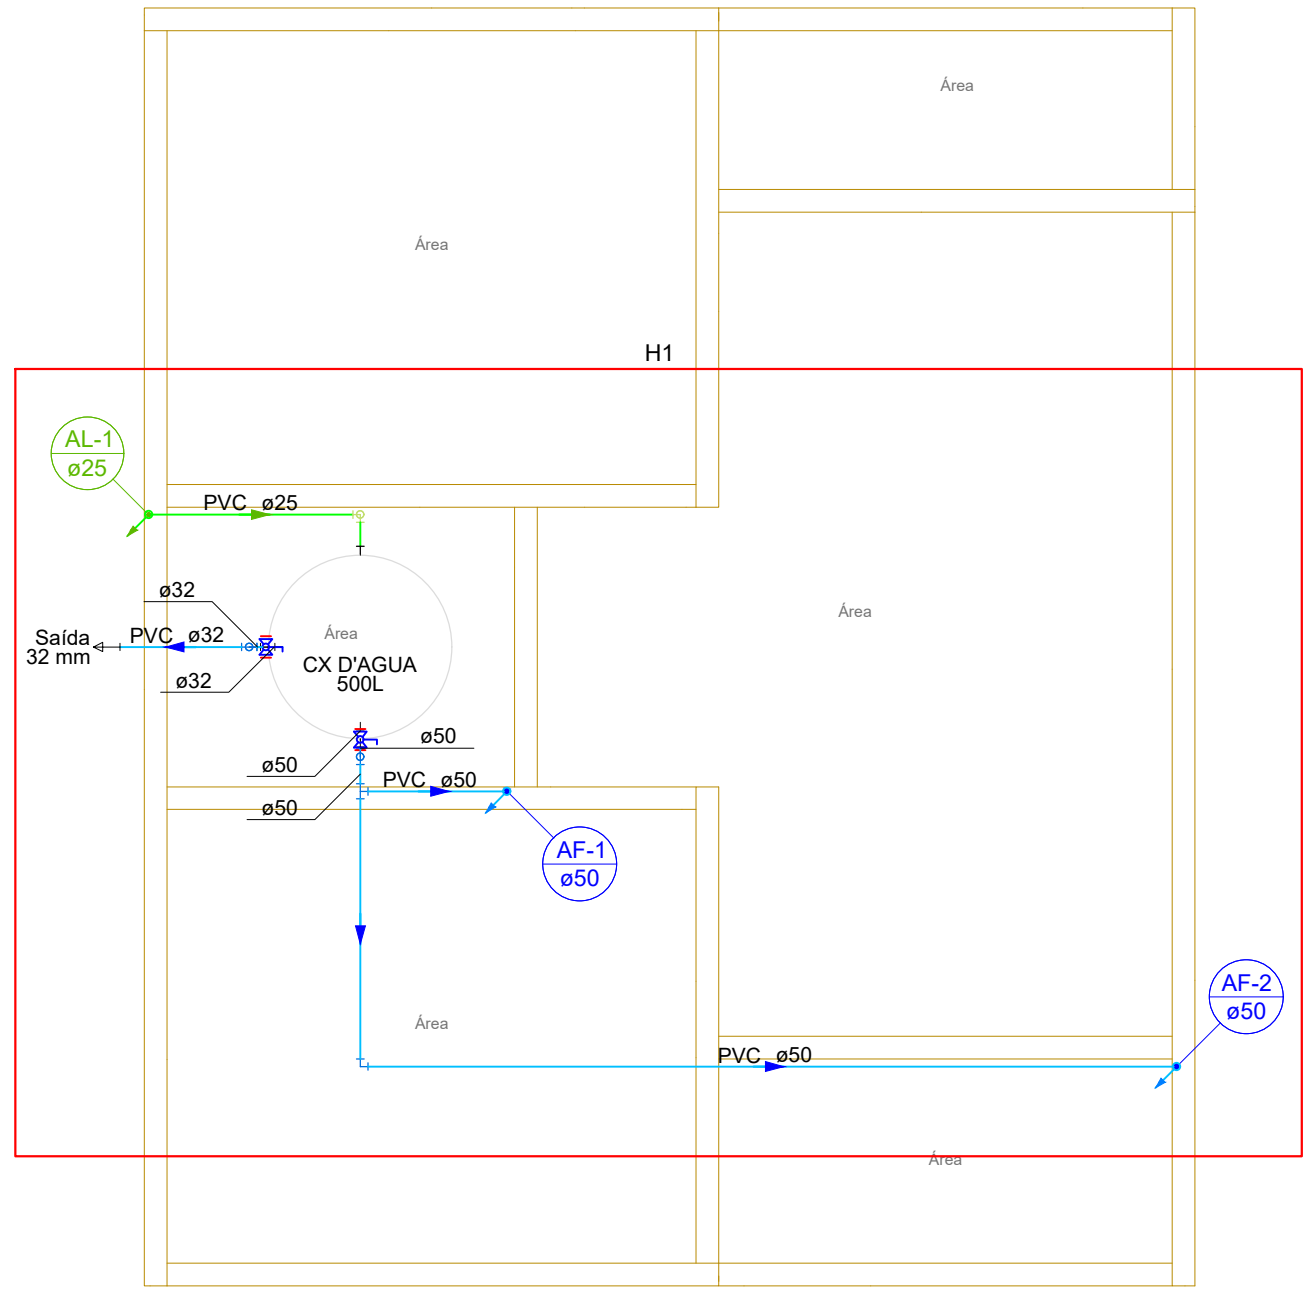 Área
Área
H1
AL-1
ø25
PVC ø25
ø32
Saída
32 mm
PVC ø32
Área
CX D'AGUA
500L
Área
ø32
ø50
ø50
PVC ø50
ø50
AF-1
ø50
AF-2
ø50
Área
PVC ø50
Área